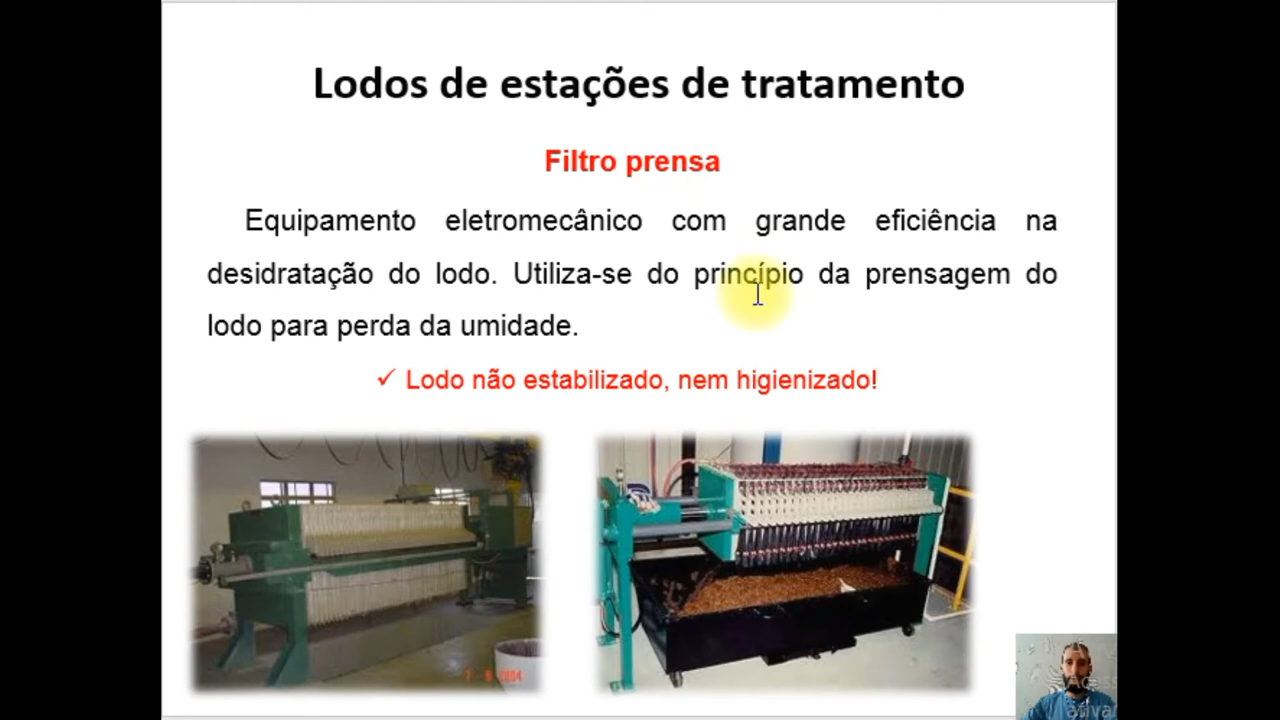 Lodos de estações de tratamento
Filtro prensa
Equipamento eletromecânico com grande eficiência na
desidratação do lodo. Utiliza-se do princípio da prensagem do
lodo para perda da umidade.
✓ Lodo não estabilizado, nem higienizado!